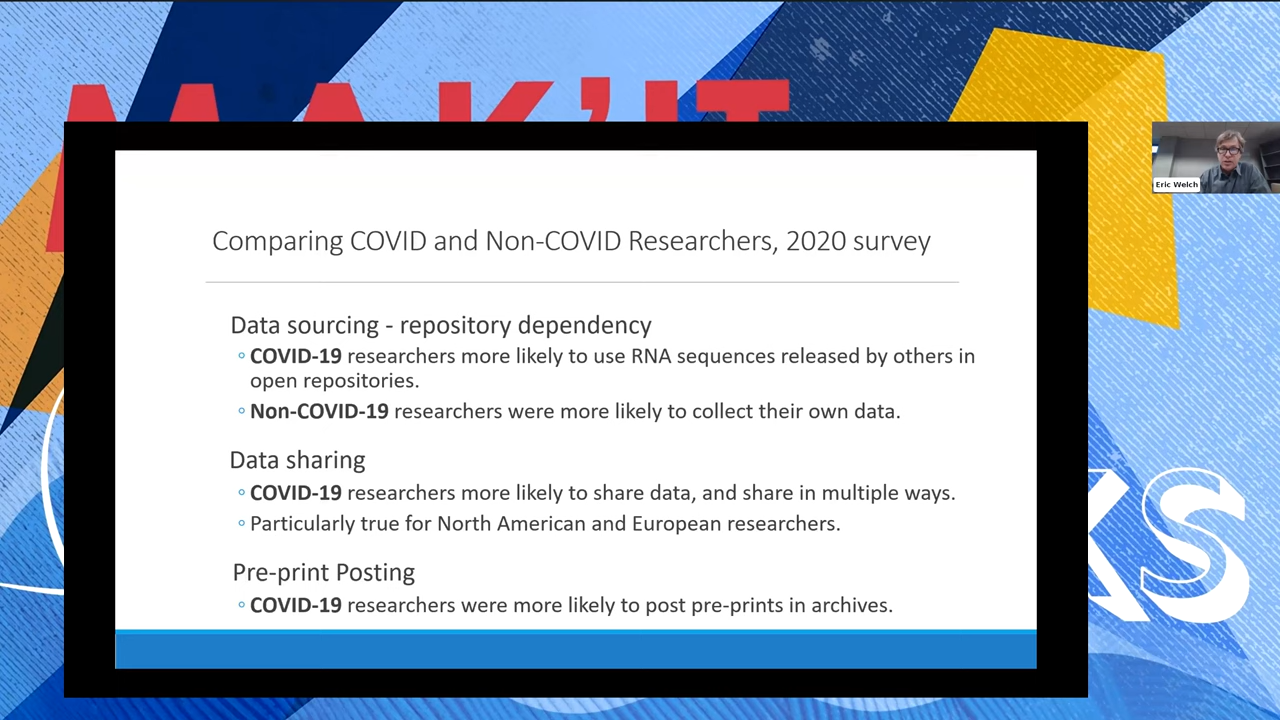 MAK'IT
Eric Welch
Comparing COVID and Non-COVID Researchers, 2020 survey
Data sourcing - repository dependency
COVID-19 researchers more likely to use RNA sequences released by others in
open repositories.
Non-COVID-19 researchers were more likely to collect their own data.
Data sharing
COVID-19 researchers more likely to share data, and share in multiple ways.
Particularly true for North American and European researchers.
Pre-print Posting
COVID-19 researchers were more likely to post pre-prints in archives.